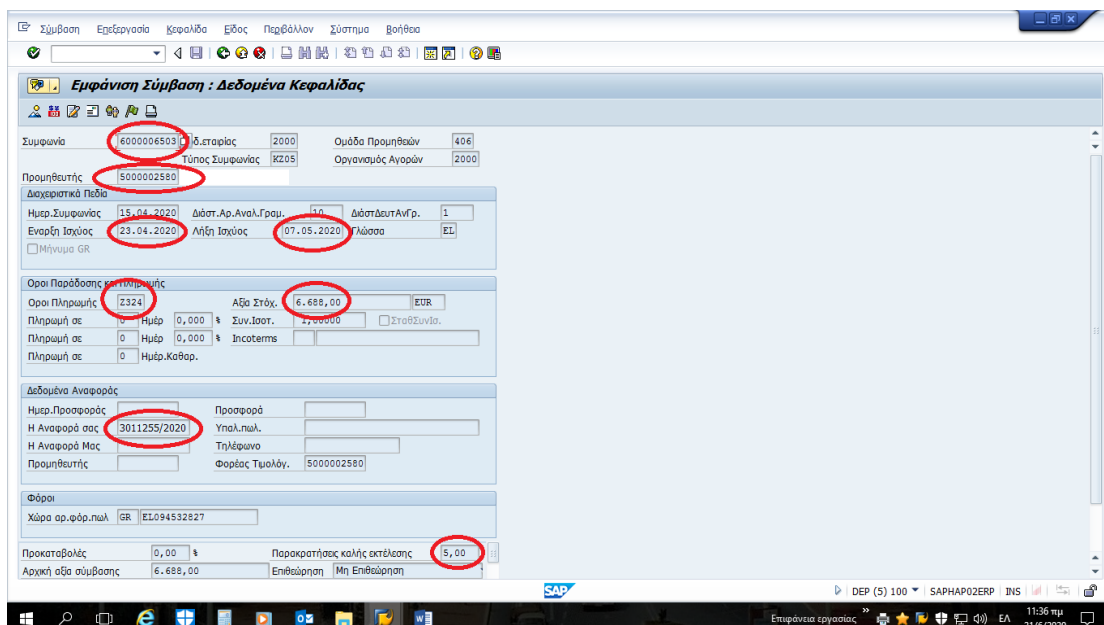 Σύμβαση Επεξεργασία Κεφαλίδα Είδος Περιβάλλον Σύστημα Βοήθεια
Εμφάνιση Σύμβαση : Δεδομένα Κεφαλίδας
Συμφωνία 6000006503 δ.εταιρίας 2000 Ομάδα Προμηθειών 406
Τύπος Συμφωνίας KZ05 Οργανισμός Αγορών 2000
Προμηθευτής 5000002580
Διαχειριστικά Πεδία
Ημερ.Συμφωνίας 15.04.2020 Διάστ.Αρ.Αναλ.Γραμ. 10 ΔιάστΔευτΑνΓρ. 1
Εναρξη Ισχύος 23.04.2020 Λήξη Ισχύος 07.05.2020 Γλώσσα EL
Μήνυμα GR
Οροι Παράδοσης και Πληρωμής
Οροι Πληρωμής Z324 Αξία Στόχ. 6.688,00 EUR
Πληρωμή σε 0 Ημέρ 0,000 % Συν.Ισοτ. 1,00000 ΣταθΣυνΙσ.
Πληρωμή σε 0 Ημέρ 0,000 % Incoterms
Πληρωμή σε 0 Ημέρ.Καθαρ.
Δεδομένα Αναφοράς
Ημερ.Προσφοράς Προσφορά
Η Αναφορά σας 3011255/2020 Υπαλ.πωλ.
Η Αναφορά Μας Τηλέφωνο
Προμηθευτής Φορέας Τιμολόγ. 5000002580
Φόροι
Χώρα αρ.φόρ.πωλ GR EL094532827
Προκαταβολές 0,00 % Παρακρατήσεις καλής εκτέλεσης 5,00
Αρχική αξία σύμβασης 6.688,00 Επιθεώρηση Μη Επιθεώρηση
SAP DEP (5) 100 SAPHAP02ERP INS
Επιφάνεια εργασίας ΕΛ 11:36 πμ
21/6/2020